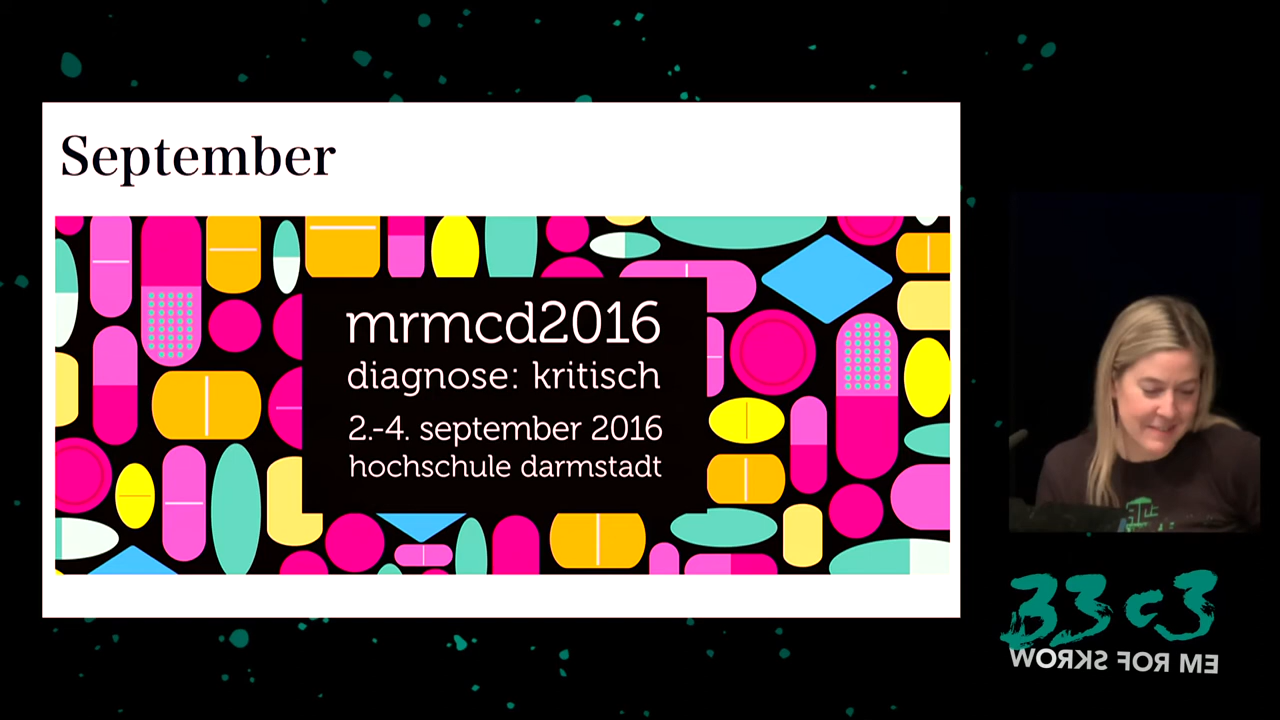 September
mrmcd2016
diagnose: kritisch
2.-4. september 2016
hochschule darmstadt
33c3
WORKS FOR ME